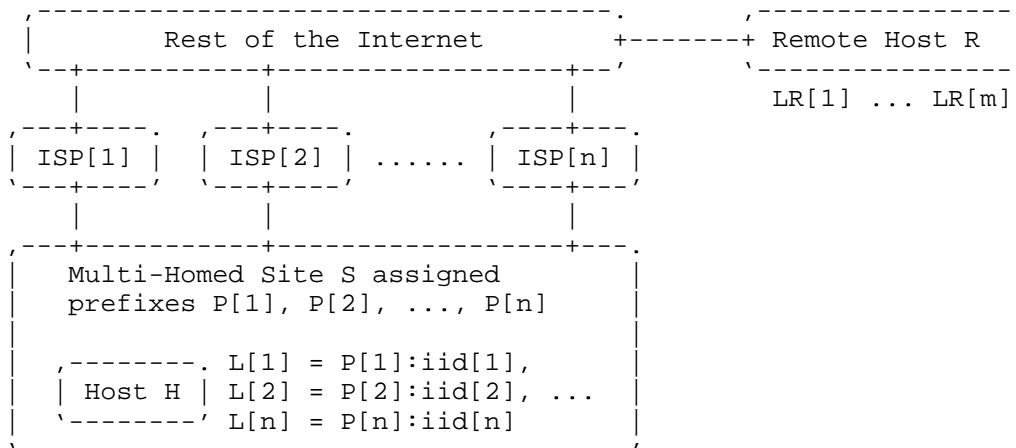 Rest of the Internet
Remote Host R
LR[1] ... LR[m]
ISP[1] ISP[2] ...... ISP[n]
Multi-Homed Site S assigned
prefixes P[1], P[2], ..., P[n]
L[1] = P[1]:iid[1],
Host H L[2] = P[2]:iid[2], ...
L[n] = P[n]:iid[n]